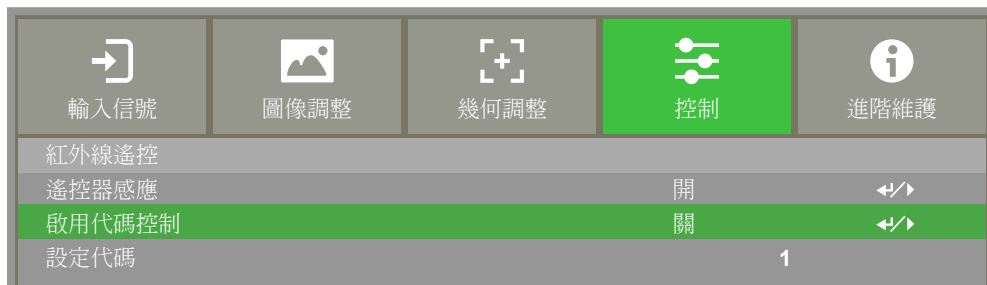 輸入信號 圖像調整 幾何調整 控制 進階維護
紅外線遙控
遙控器感應 開
啟用代碼控制 關
設定代碼 1